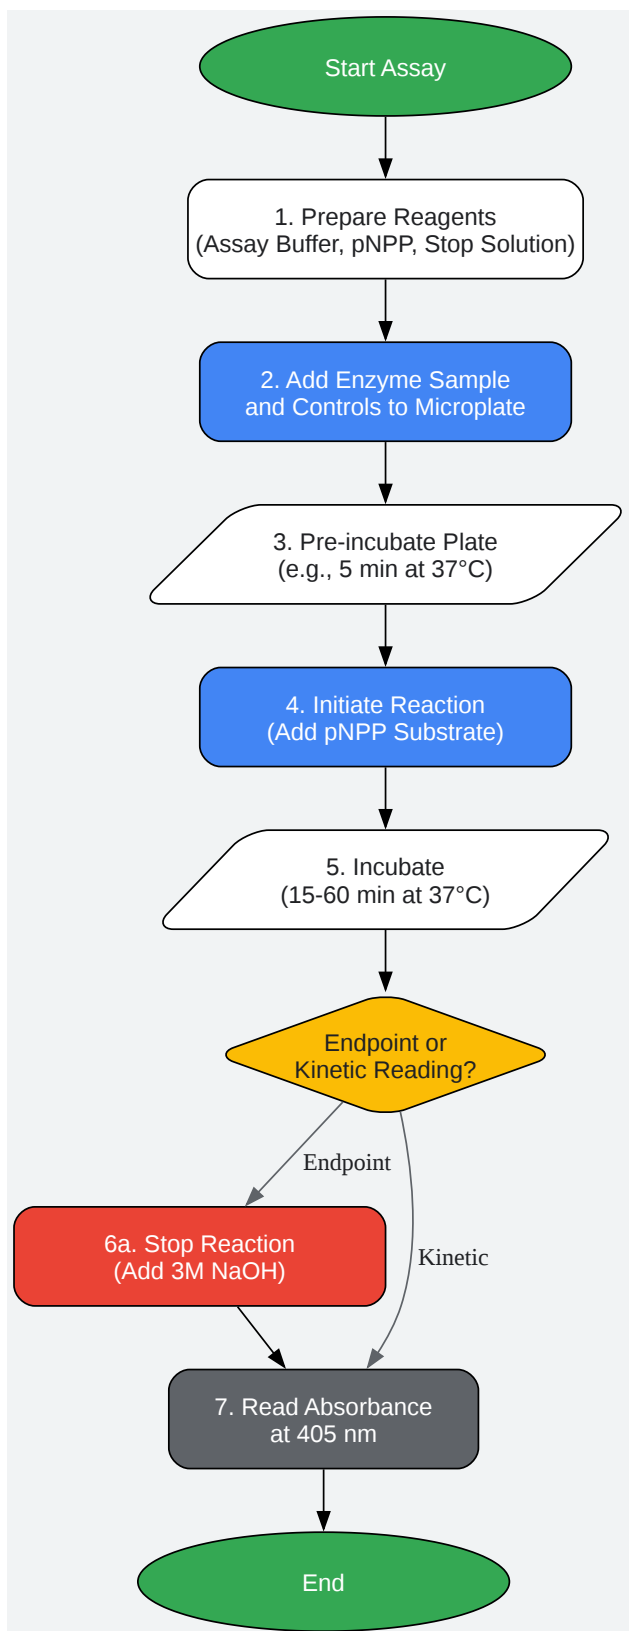 Start Assay
1. Prepare Reagents
(Assay Buffer, pNPP, Stop Solution)
2. Add Enzyme Sample
and Controls to Microplate
3. Pre-incubate Plate
(e.g., 5 min at 37°C)
4. Initiate Reaction
(Add pNPP Substrate)
5. Incubate
(15-60 min at 37°C)
Endpoint or
Kinetic Reading?
Endpoint
6a. Stop Reaction
(Add 3M NaOH)
Kinetic
7. Read Absorbance
at 405 nm
End